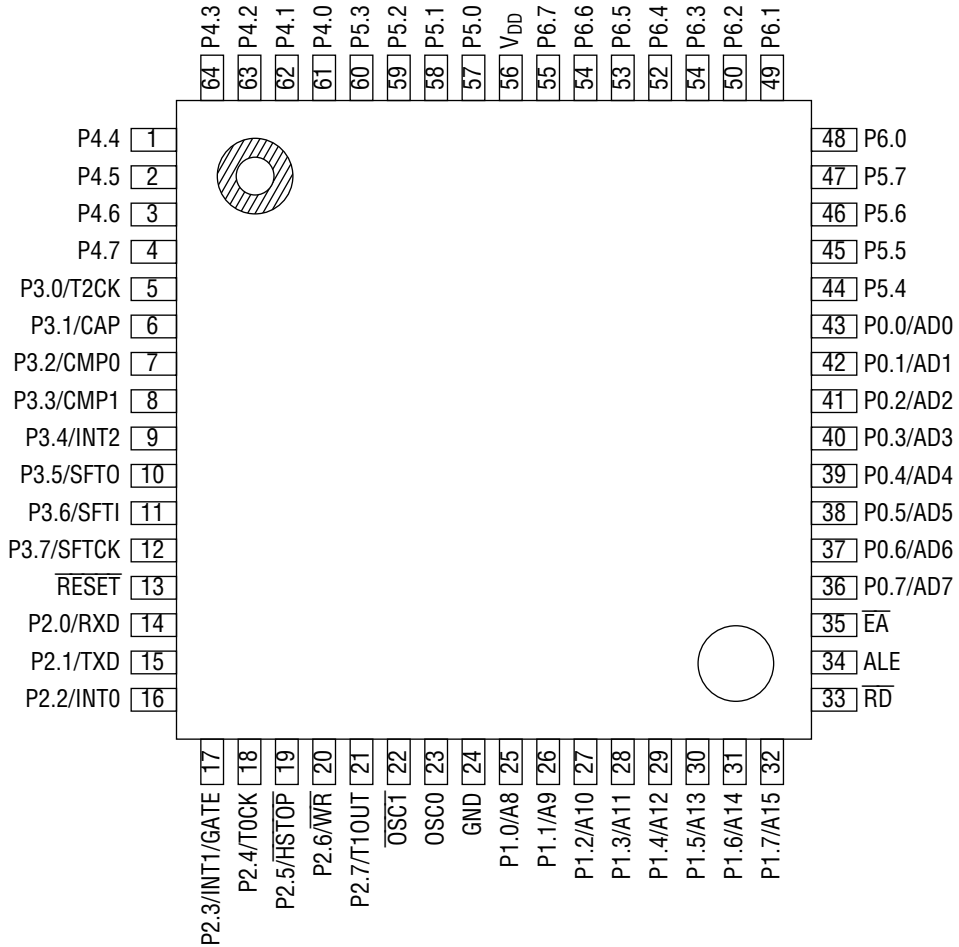 P4.3 P4.2 P4.1 P4.0 P5.3 P5.2 P5.1 P5.0 VDD P6.7 P6.6 P6.5 P6.4 P6.3 P6.2 P6.1
64 63 62 61 60 59 58 57 56 55 54 53 52 54 50 49
P4.4 1 48 P6.0
P4.5 2 47 P5.7
P4.6 3 46 P5.6
P4.7 4 45 P5.5
P3.0/T2CK 5 44 P5.4
P3.1/CAP 6 43 P0.0/AD0
P3.2/CMP0 7 42 P0.1/AD1
P3.3/CMP1 8 41 P0.2/AD2
P3.4/INT2 9 40 P0.3/AD3
P3.5/SFTO 10 39 P0.4/AD4
P3.6/SFTI 11 38 P0.5/AD5
P3.7/SFTCK 12 37 P0.6/AD6
RESET 13 36 P0.7/AD7
P2.0/RXD 14 35 EA
P2.1/TXD 15 34 ALE
P2.2/INT0 16 33 RD
17 18 19 20 21 22 23 24 25 26 27 28 29 30 31 32
P2.3/INT1/GATE P2.4/T0CK P2.5/HSTOP P2.6/WR P2.7/T1OUT OSC1 OSC0 GND P1.0/A8 P1.1/A9 P1.2/A10 P1.3/A11 P1.4/A12 P1.5/A13 P1.6/A14 P1.7/A15